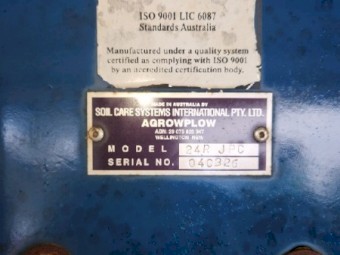 ISO 9001 LIC 6087
Standards Australia
Manufactured under a quality system
certified as complying with ISO 9001
by an accredited certification body.
MADE IN AUSTRALIA BY
SOIL CARE SYSTEMS INTERNATIONAL PTY. LTD.
AGROWPLOW
WELLINGTON NSW
MODEL 24R
SERIAL NO.